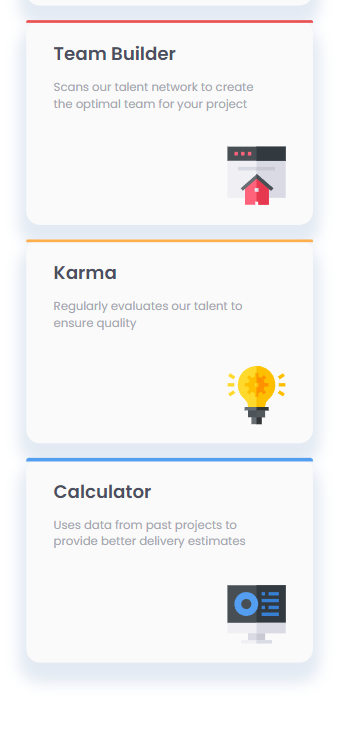 Team Builder
Scans our talent network to create
the optimal team for your project
Karma
Regularly evaluates our talent to
ensure quality
Calculator
Uses data from past projects to
provide better delivery estimates